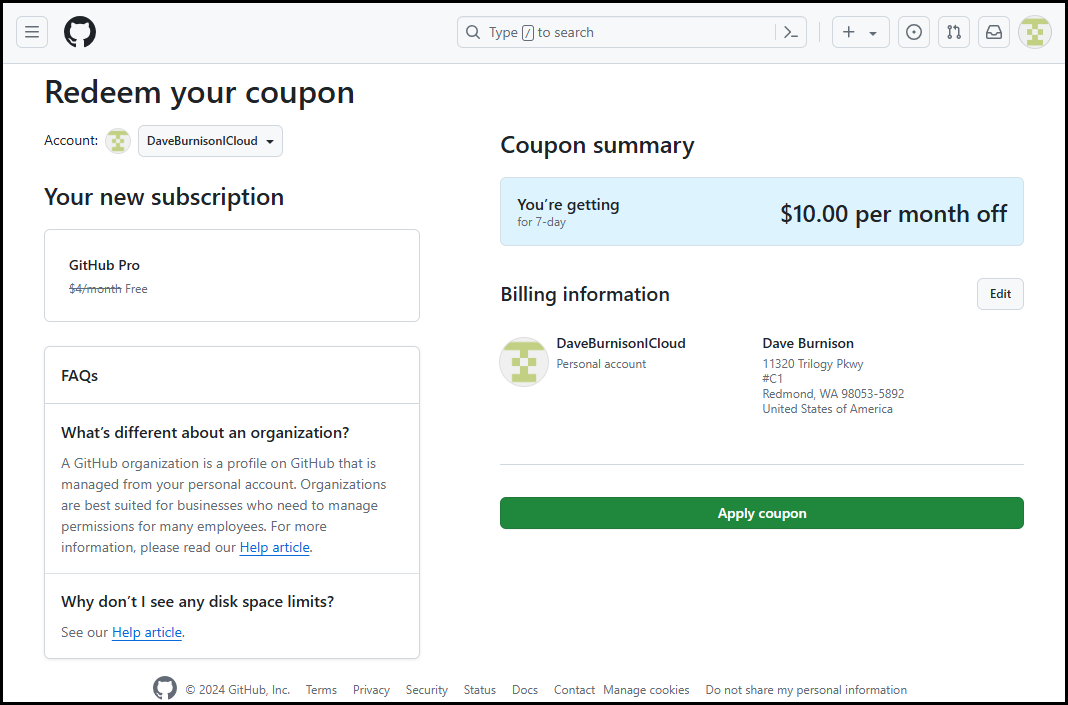 Type / to search
Redeem your coupon
Account: DaveBurnisonICloud
Your new subscription
GitHub Pro
$4/month Free
FAQs
What's different about an organization?
A GitHub organization is a profile on GitHub that is
managed from your personal account. Organizations
are best suited for businesses who need to manage
permissions for many employees. For more
information, please read our Help article.
Why don't I see any disk space limits?
See our Help article.
Coupon summary
You're getting
for 7-day
$10.00 per month off
Billing information
Edit
DaveBurnisonICloud
Personal account
Dave Burnison
11320 Trilogy Pkwy
#C1
Redmond, WA 98053-5892
United States of America
Apply coupon
© 2024 GitHub, Inc. Terms Privacy Security Status Docs Contact Manage cookies Do not share my personal information